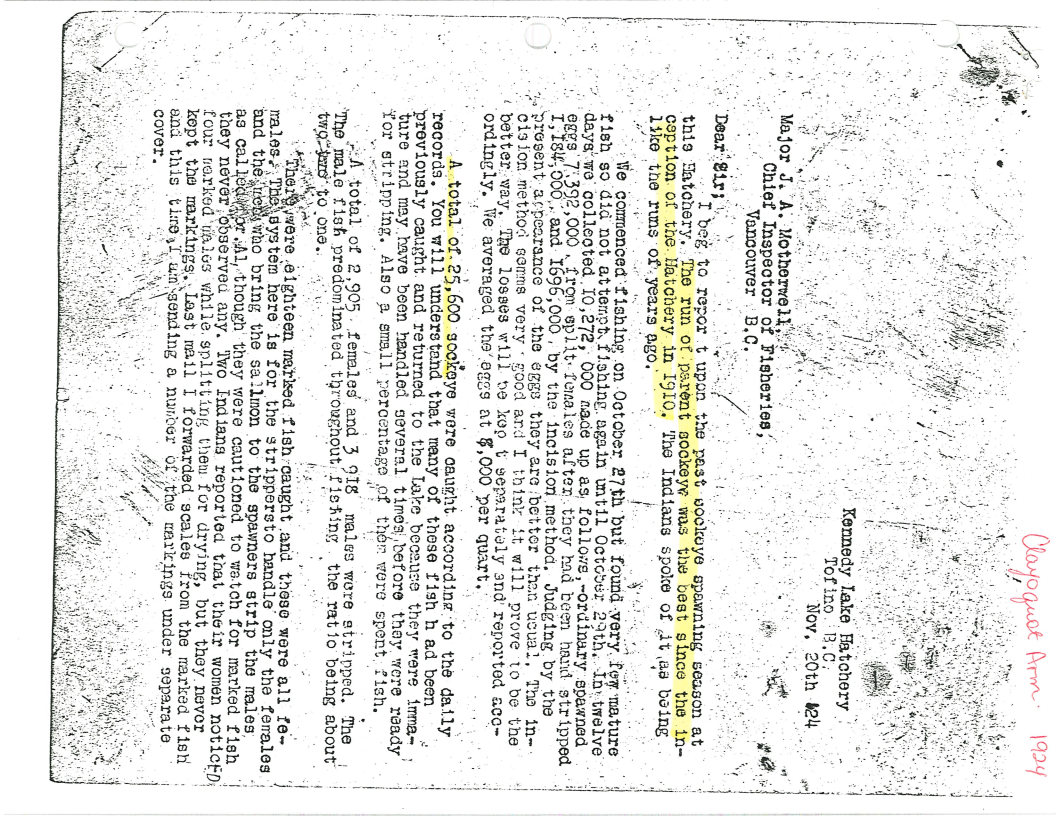 Clayoquot Arm. 1924
Kennedy Lake Hatchery
Tofino B.C.
Nov. 20th 24
Major J. A. Motherwell,
Chief Inspector of Fisheries,
Vancouver B.C.
Dear Sir;
I beg to repor t upon the past sockeye spawning season at
this Hatchery. The run of parent sockeye was the best since the in-
ception of the Hatchery in 1910. The Indians spoke of it as being
like the runs of years ago.
We commenced fishing on October 27th but found very few mature
fish so did not attempt fishing again until October 29th. In twelve
days we collected 10,272, 000 made up as follows,-ordinary spawned
eggs 7,392,000, from split females after they had been hand stripped
1,184,000, and 1696,000, by the incision method. Judging by the
present appearance of the eggs they are better than usual. The in-
cision method semms very good and I think it will prove to be the
better way. The losses will be kep t separately and reported acc-
ordingly. We averaged the eggs at ,000 per quart.
A total of 25,600 sockeye were caught according to the daily
records. You will understand that many of these fish h ad been
previously caught and returned to the Lake because they were imma-
ture and may have been handled several times before they were ready
for stripping. Also a small percentage of them were spent fish.
A total of 2,905 females and 3 918 males were stripped. The
The male fish predominated throughout fishing the ratio being about
two two to one.
There were eighteen marked fish caught and these were all fe-
males. The system here is for the strippersto handle only the females
and the men who bring the sallmon to the spawners strip the males
as called for. Al, though they were cautioned to watch for marked fish
they never observed any. Two Indians reported that their women noticED
four marked males while splitting them for drying, but they never
kept the markings. Last mail I forwarded scales from the marked fish
and this time I am sending a number of the markings under separate
cover.